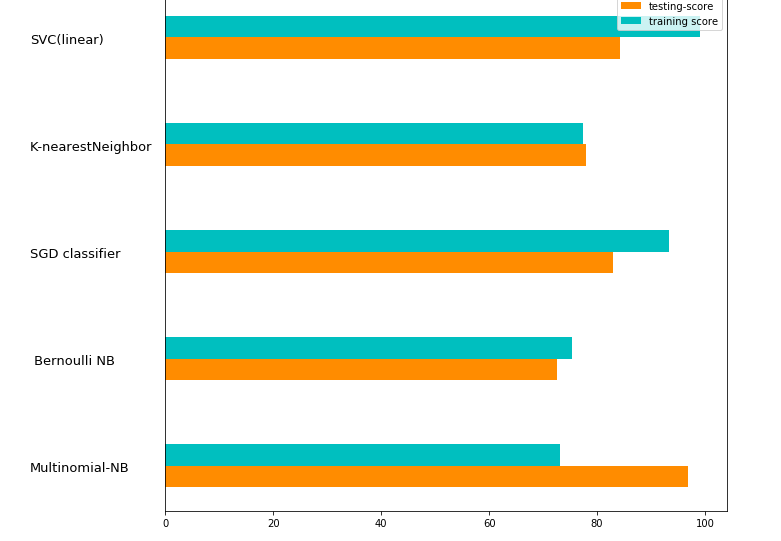 testing-score
training score
SVC(linear)
K-nearestNeighbor
SGD classifier
Bernoulli NB
Multinomial-NB
0 20 40 60 80 100